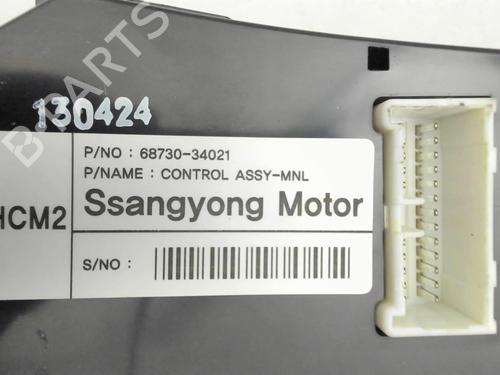 130424
P/NO : 68730-34021
P/NAME : CONTROL ASSY-MNL
HCM2
Ssangyong Motor
S/NO :
B PARTS